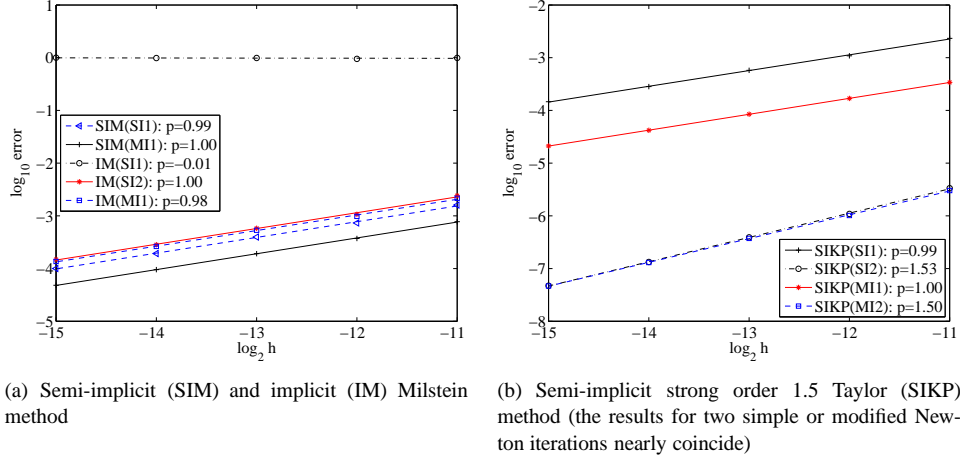 1
0
−1
−2
−3
−4
−5
log10 error
SIM(SI1): p=0.99
SIM(MI1): p=1.00
IM(SI1): p=−0.01
IM(SI2): p=1.00
IM(MI1): p=0.98
−15 −14 −13 −12 −11
log2 h
(a) Semi-implicit (SIM) and implicit (IM) Milstein
method
−2
−3
−4
−5
−6
−7
−8
log10 error
SIKP(SI1): p=0.99
SIKP(SI2): p=1.53
SIKP(MI1): p=1.00
SIKP(MI2): p=1.50
−15 −14 −13 −12 −11
log2 h
(b) Semi-implicit strong order 1.5 Taylor (SIKP)
method (the results for two simple or modified New-
ton iterations nearly coincide)